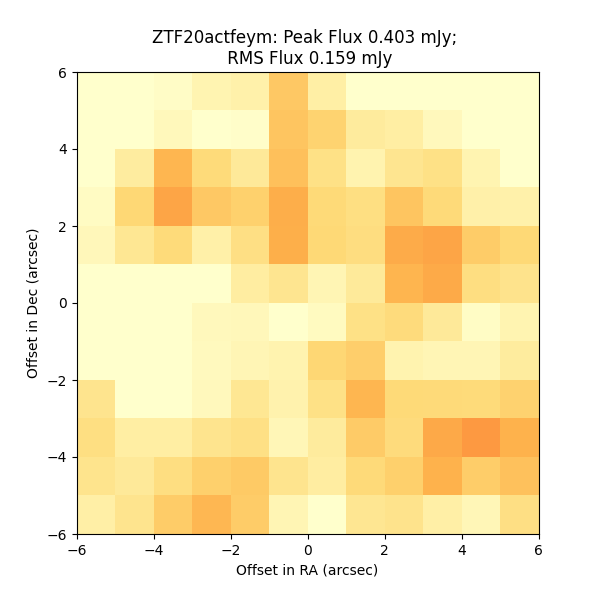 ZTF20actfeym: Peak Flux 0.403 mJy;
RMS Flux 0.159 mJy
6
4
2
0
−2
−4
−6
Offset in Dec (arcsec)
−6 −4 −2 0 2 4 6
Offset in RA (arcsec)